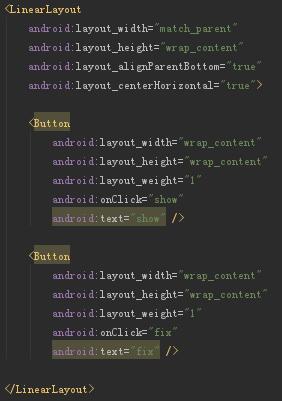 <LinearLayout
android:layout_width="match_parent"
android:layout_height="wrap_content"
android:layout_alignParentBottom="true"
android:layout_centerHorizontal="true">
<Button
android:layout_width="wrap_content"
android:layout_height="wrap_content"
android:layout_weight="1"
android:onClick="show"
android:text="show" />
<Button
android:layout_width="wrap_content"
android:layout_height="wrap_content"
android:layout_weight="1"
android:onClick="fix"
android:text="fix" />
</LinearLayout>